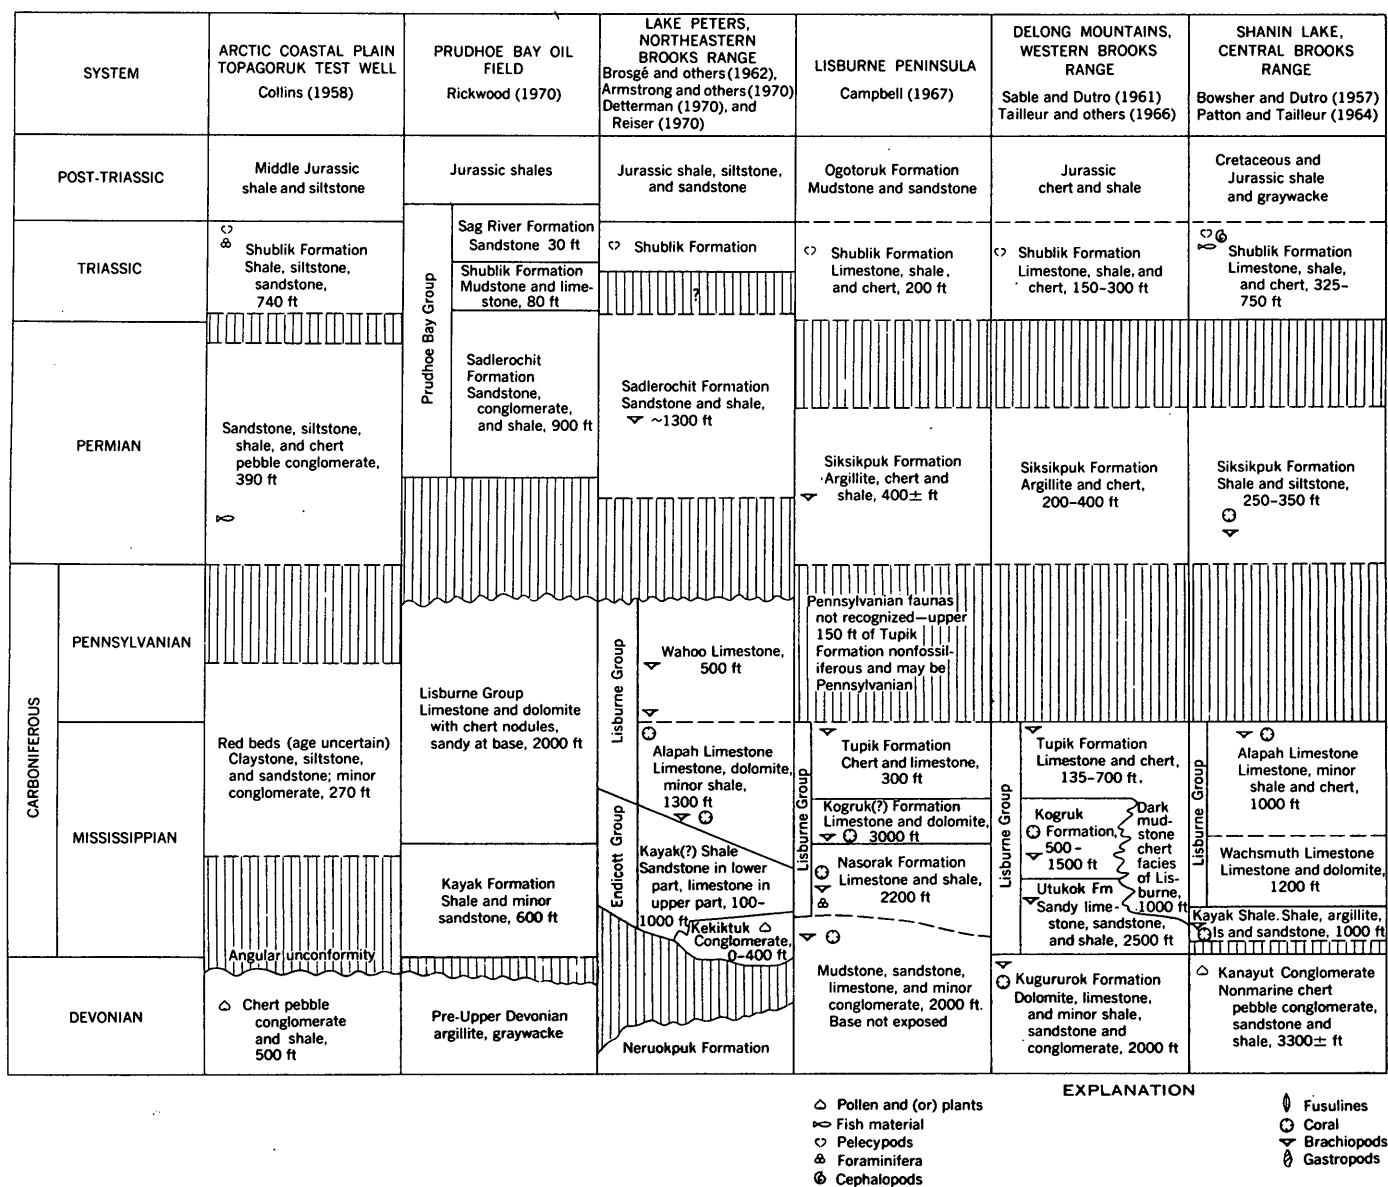 SYSTEM
ARCTIC COASTAL PLAIN
TOPAGORUK TEST WELL
Collins (1958)
PRUDHOE BAY OIL
FIELD
Rickwood (1970)
LAKE PETERS,
NORTHEASTERN
BROOKS RANGE
Brosgé and others (1962),
Armstrong and others (1970)
Detterman (1970), and
Reiser (1970)
LISBURNE PENINSULA
Campbell (1967)
DELONG MOUNTAINS,
WESTERN BROOKS
RANGE
Sable and Dutro (1961)
Tailleur and others (1966)
SHANIN LAKE,
CENTRAL BROOKS
RANGE
Bowsher and Dutro (1957)
Patton and Tailleur (1964)
POST-TRIASSIC
Middle Jurassic
shale and siltstone
Jurassic shales
Jurassic shale, siltstone,
and sandstone
Ogotoruk Formation
Mudstone and sandstone
Jurassic
chert and shale
Cretaceous and
Jurassic shale
and graywacke
TRIASSIC
Shublik Formation
Shale, siltstone,
sandstone,
740 ft
Prudhoe Bay Group
Sag River Formation
Sandstone 30 ft
Shublik Formation
Mudstone and lime-
stone, 80 ft
Shublik Formation
?
Shublik Formation
Limestone, shale,
and chert, 200 ft
Shublik Formation
Limestone, shale, and
chert, 150-300 ft
Shublik Formation
Limestone, shale,
and chert, 325-
750 ft
PERMIAN
Sandstone, siltstone,
shale, and chert
pebble conglomerate,
390 ft
Sadlerochit
Formation
Sandstone,
conglomerate,
and shale, 900 ft
Sadlerochit Formation
Sandstone and shale,
~1300 ft
Siksikpuk Formation
Argillite, chert and
shale, 400± ft
Siksikpuk Formation
Argillite and chert,
200-400 ft
Siksikpuk Formation
Shale and siltstone,
250-350 ft
CARBONIFEROUS
PENNSYLVANIAN
Lisburne Group
Limestone and dolomite
with chert nodules,
sandy at base, 2000 ft
Lisburne Group
Wahoo Limestone,
500 ft
Pennsylvanian faunas
not recognized—upper
150 ft of Tupik
Formation nonfossil-
iferous and may be
Pennsylvanian
MISSISSIPPIAN
Red beds (age uncertain)
Claystone, siltstone,
and sandstone; minor
conglomerate, 270 ft
Angular unconformity
Kayak Formation
Shale and minor
sandstone, 600 ft
Alapah Limestone
Limestone, dolomite,
minor shale,
1300 ft
Endicott Group
Kayak(?) Shale
Sandstone in lower
part, limestone in
upper part, 100-
1000 ft
Kekiktuk
Conglomerate,
0-400 ft
Lisburne Group
Tupik Formation
Chert and limestone,
300 ft
Kogruk(?) Formation
Limestone and dolomite,
3000 ft
Nasorak Formation
Limestone and shale,
2200 ft
Lisburne Group
Tupik Formation
Limestone and chert,
135-700 ft.
Kogruk
Formation,
500-
1500 ft
Dark
mud-
stone
chert
facies
of Lis-
burne,
1000 ft
Utukok Fm
Sandy lime-
stone, sandstone,
and shale, 2500 ft
Lisburne Group
Alapah Limestone
Limestone, minor
shale and chert,
1000 ft
Wachsmuth Limestone
Limestone and dolomite,
1200 ft
Kayak Shale. Shale, argillite,
ls and sandstone, 1000 ft
DEVONIAN
Chert pebble
conglomerate
and shale,
500 ft
Pre-Upper Devonian
argillite, graywacke
Neruokpuk Formation
Mudstone, sandstone,
limestone, and minor
conglomerate, 2000 ft.
Base not exposed
Kugururok Formation
Dolomite, limestone,
and minor shale,
sandstone and
conglomerate, 2000 ft
Kanayut Conglomerate
Nonmarine chert
pebble conglomerate,
sandstone and
shale, 3300± ft
EXPLANATION
Pollen and (or) plants
Fish material
Pelecypods
Foraminifera
Cephalopods
Fusulines
Coral
Brachiopods
Gastropods